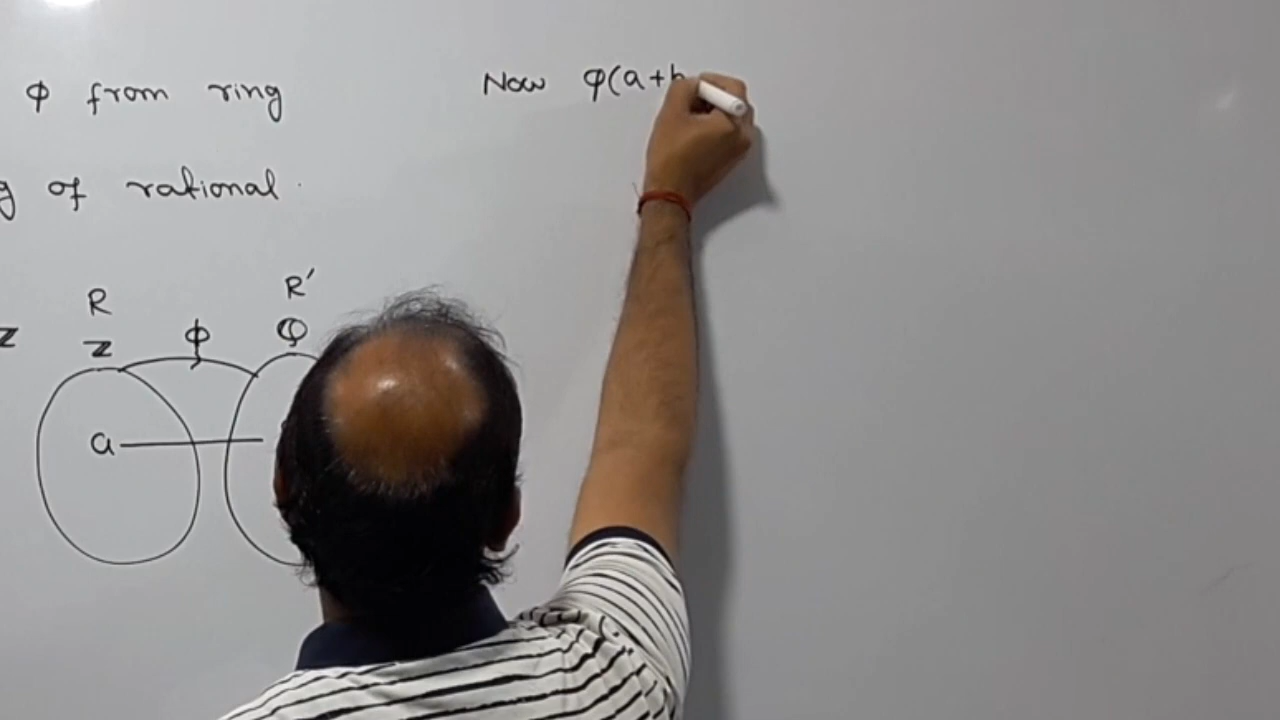 ϕ from ring
g of rational
R R′
ℤ ϕ ℚ
ℤ
a
Now φ(a+b